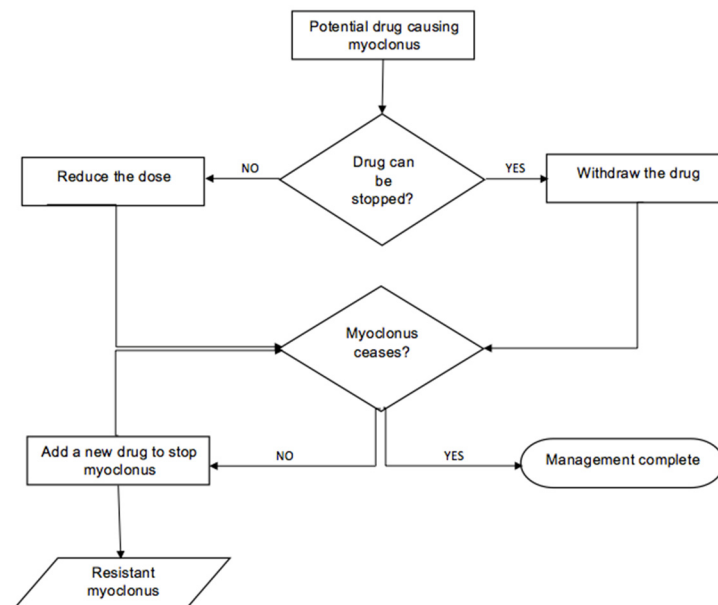 Potential drug causing
myoclonus
Drug can
be
stopped?
NO
YES
Reduce the dose
Withdraw the drug
Myoclonus
ceases?
Add a new drug to stop
myoclonus
NO
YES
Management complete
Resistant
myoclonus